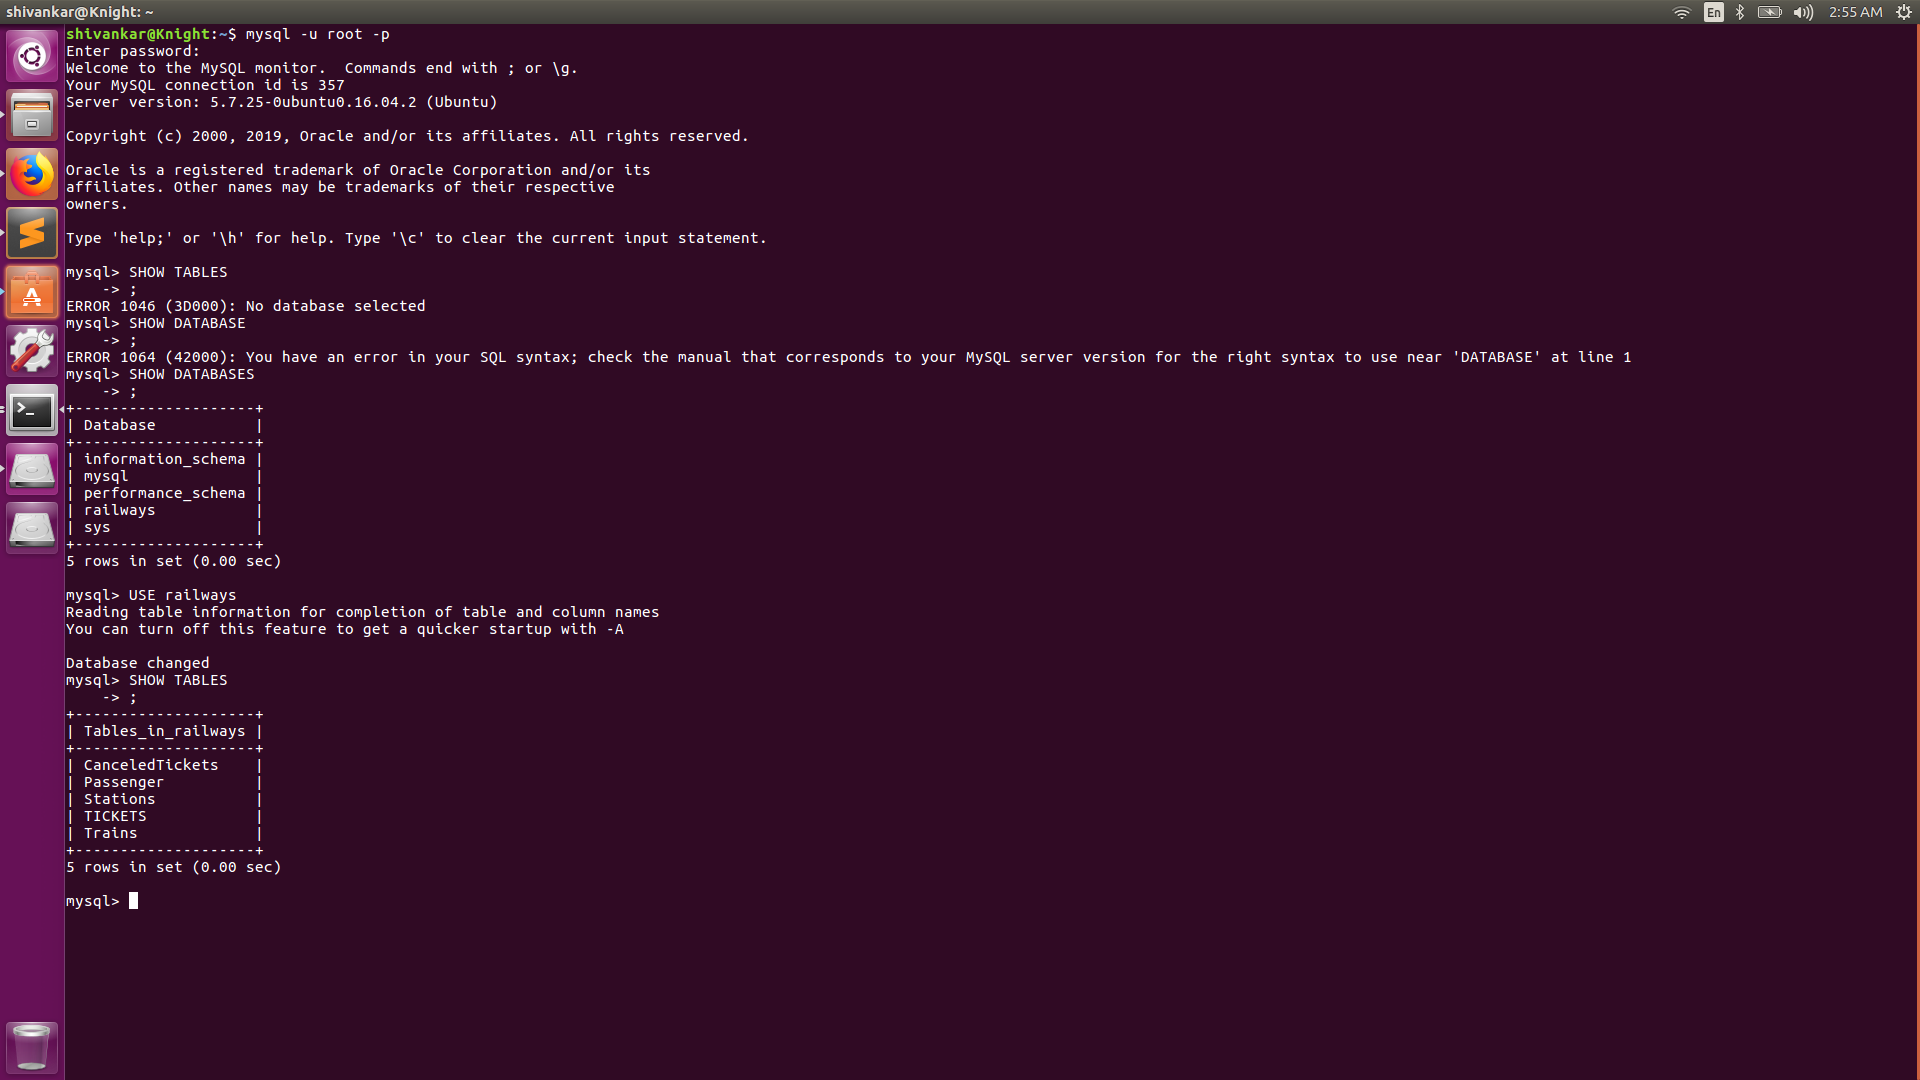 shivankar@Knight: ~
En
2:55 AM
shivankar@Knight:~$ mysql -u root -p
Enter password:
Welcome to the MySQL monitor.  Commands end with ; or \g.
Your MySQL connection id is 357
Server version: 5.7.25-0ubuntu0.16.04.2 (Ubuntu)

Copyright (c) 2000, 2019, Oracle and/or its affiliates. All rights reserved.

Oracle is a registered trademark of Oracle Corporation and/or its
affiliates. Other names may be trademarks of their respective
owners.

Type 'help;' or '\h' for help. Type '\c' to clear the current input statement.

mysql> SHOW TABLES
    -> ;
ERROR 1046 (3D000): No database selected
mysql> SHOW DATABASE
    -> ;
ERROR 1064 (42000): You have an error in your SQL syntax; check the manual that corresponds to your MySQL server version for the right syntax to use near 'DATABASE' at line 1
mysql> SHOW DATABASES
    -> ;
+--------------------+
| Database           |
+--------------------+
| information_schema |
| mysql              |
| performance_schema |
| railways           |
| sys                |
+--------------------+
5 rows in set (0.00 sec)

mysql> USE railways
Reading table information for completion of table and column names
You can turn off this feature to get a quicker startup with -A

Database changed
mysql> SHOW TABLES
    -> ;
+--------------------+
| Tables_in_railways |
+--------------------+
| CanceledTickets    |
| Passenger          |
| Stations           |
| TICKETS            |
| Trains             |
+--------------------+
5 rows in set (0.00 sec)

mysql>